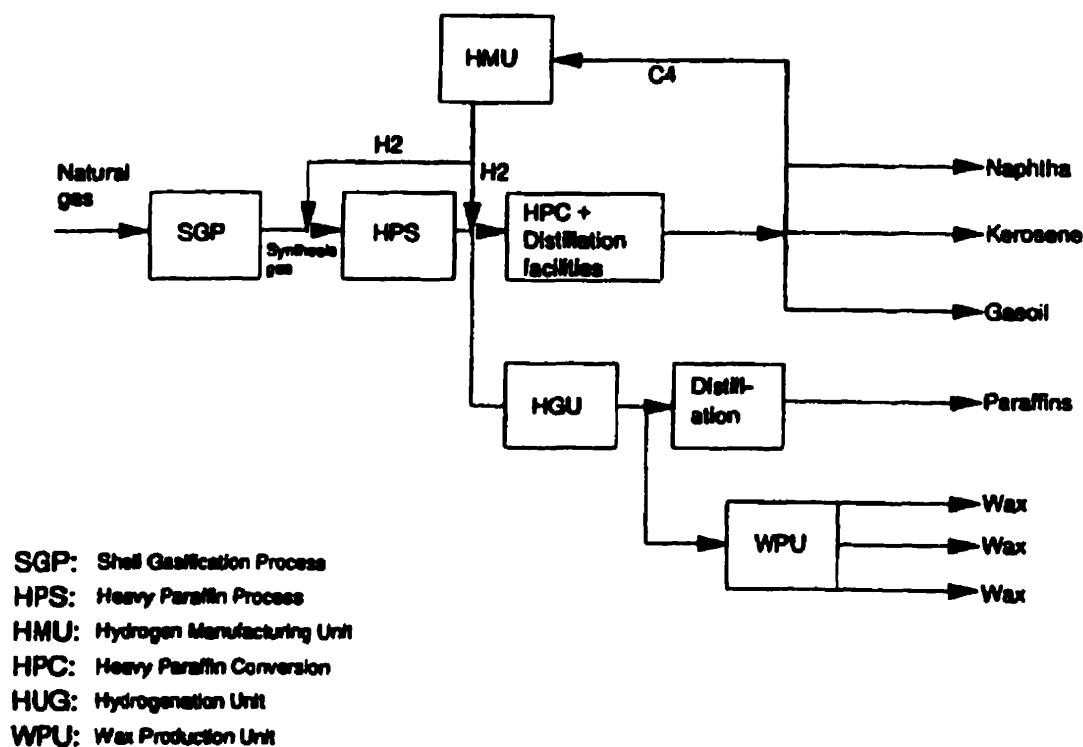 HMU
C4
H2
H2
Natural
gas
SGP
Synthesis
gas
HPS
HPC +
Distillation
facilities
Naphtha
Kerosene
Gasoil
HGU
Distill-
ation
Paraffins
WPU
Wax
Wax
Wax
SGP: Shell Gasification Process
HPS: Heavy Paraffin Process
HMU: Hydrogen Manufacturing Unit
HPC: Heavy Paraffin Conversion
HUG: Hydrogenation Unit
WPU: Wax Production Unit